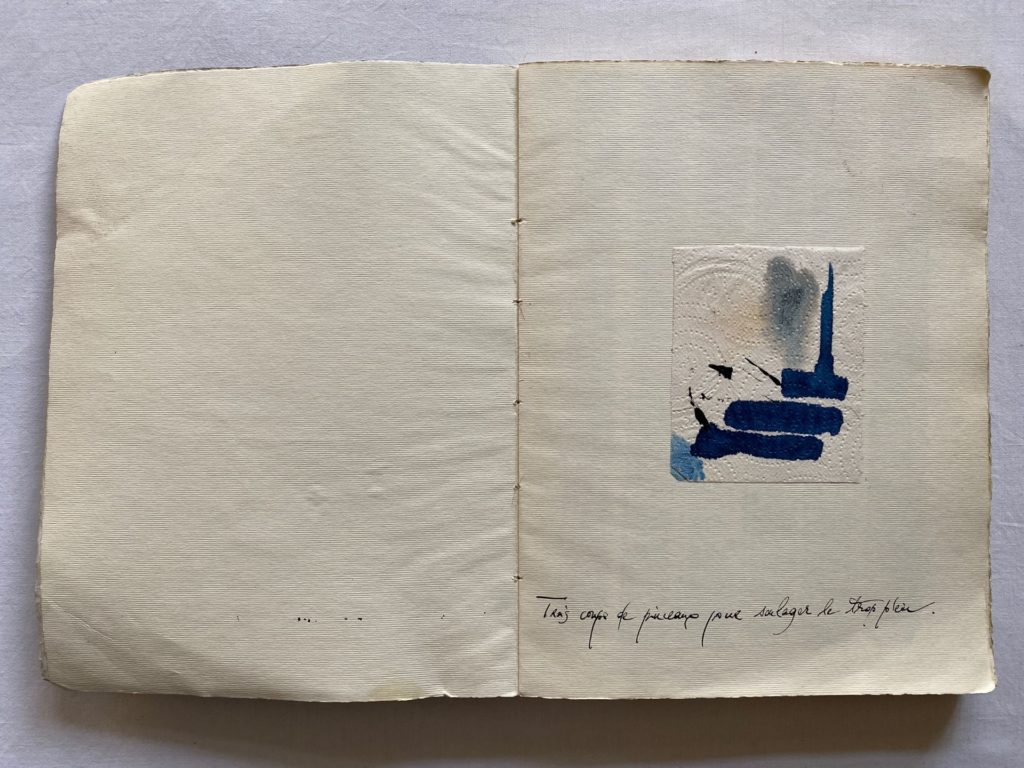 Trois coups de pinceaux pour soulager le trop plein.